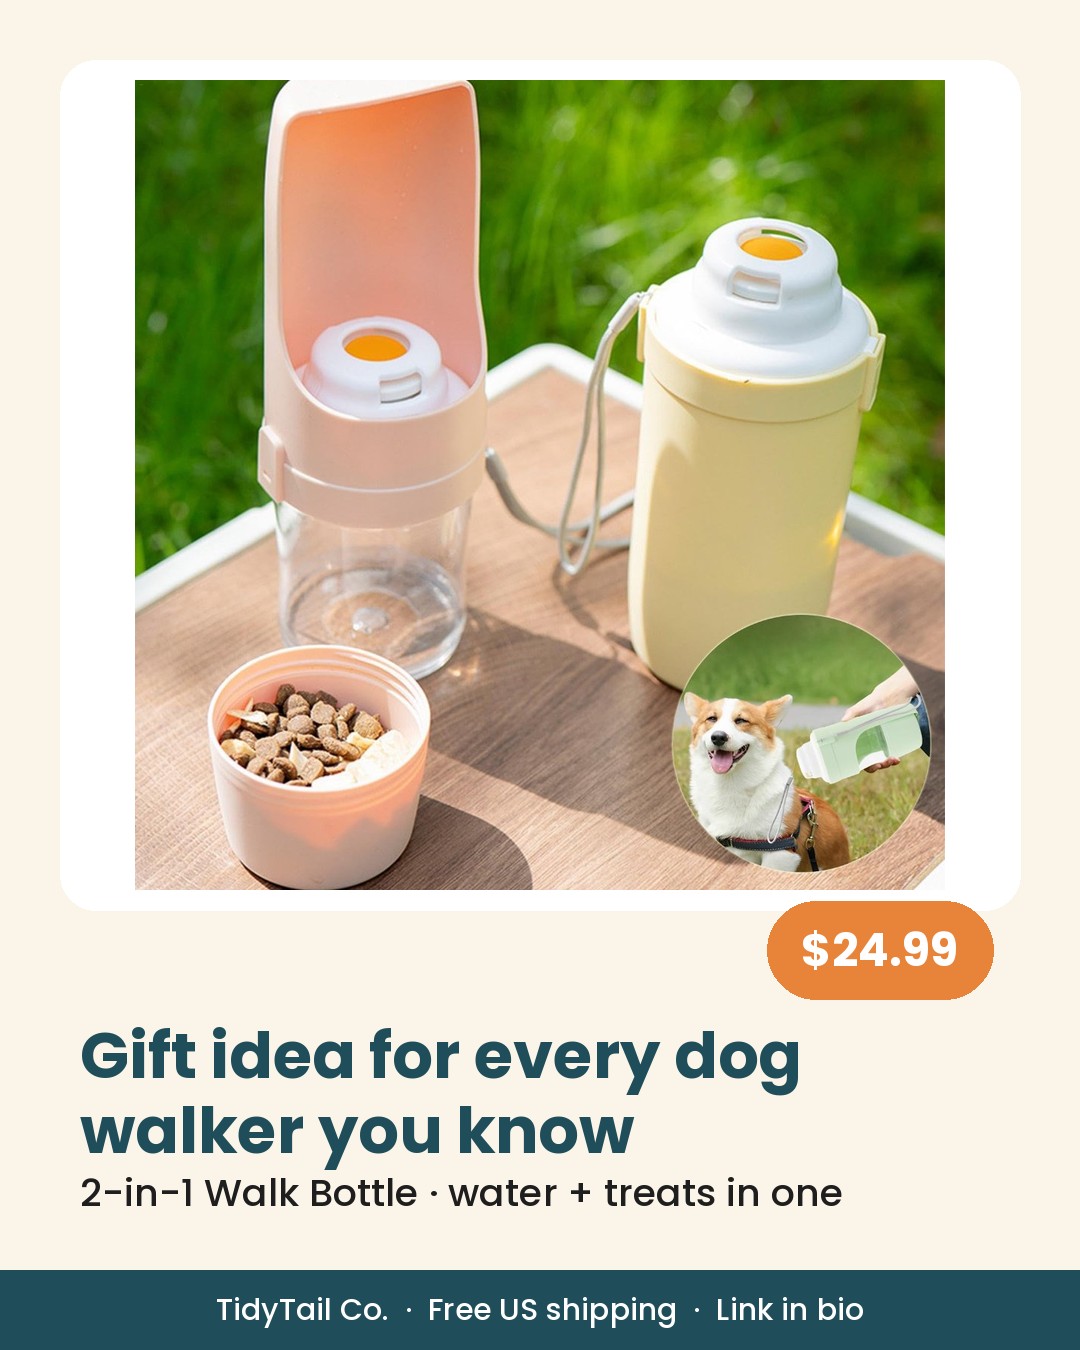 $24.99
Gift idea for every dog
walker you know
2-in-1 Walk Bottle · water + treats in one
TidyTail Co. · Free US shipping · Link in bio